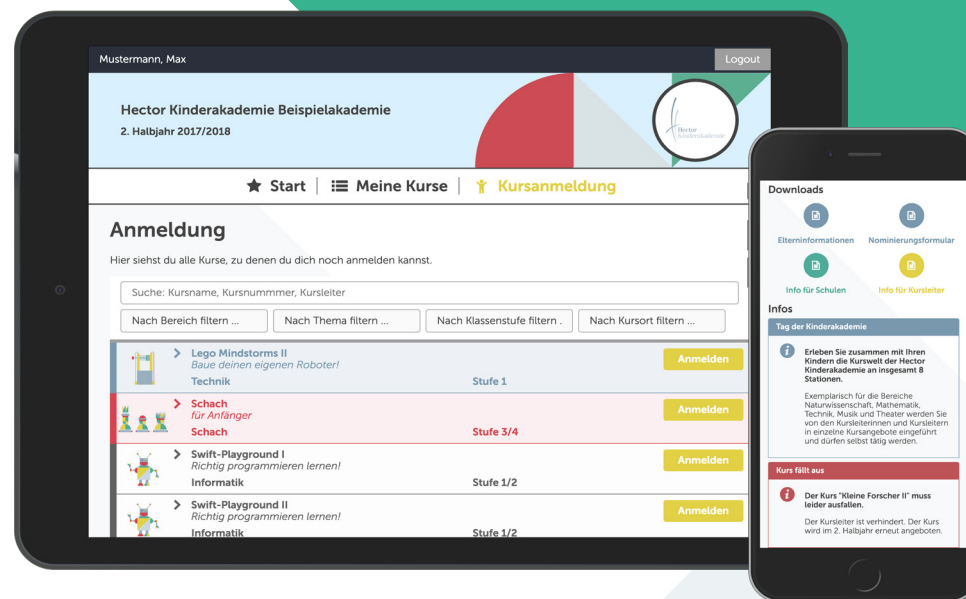 Mustermann, Max
Logout
Hector Kinderakademie Beispielakademie
2. Halbjahr 2017/2018
Hector
Kinderakademie
Start
Meine Kurse
Kursanmeldung
Anmeldung
Hier siehst du alle Kurse, zu denen du dich noch anmelden kannst.
Suche: Kursname, Kursnummmer, Kursleiter
Nach Bereich filtern ...
Nach Thema filtern ...
Nach Klassenstufe filtern .
Nach Kursort filtern ...
Lego Mindstorms II
Baue deinen eigenen Roboter!
Technik
Stufe 1
Anmelden
Schach
für Anfänger
Schach
Stufe 3/4
Anmelden
Swift-Playground I
Richtig programmieren lernen!
Informatik
Stufe 1/2
Anmelden
Swift-Playground II
Richtig programmieren lernen!
Informatik
Stufe 1/2
Anmelden
Downloads
Elterninformationen
Nominierungsformular
Info für Schulen
Info für Kursleiter
Infos
Tag der Kinderakademie
Erleben Sie zusammen mit Ihren
Kindern die Kurswelt der Hector
Kinderakademie an insgesamt 8
Stationen.
Exemplarisch für die Bereiche
Naturwissenschaft, Mathematik,
Technik, Musik und Theater werden Sie
von den Kursleiterinnen und Kursleitern
in einzelne Kursangebote eingeführt
und dürfen selbst tätig werden.
Kurs fällt aus
Der Kurs "Kleine Forscher II" muss
leider ausfallen.
Der Kursleiter ist verhindert. Der Kurs
wird im 2. Halbjahr erneut angeboten.